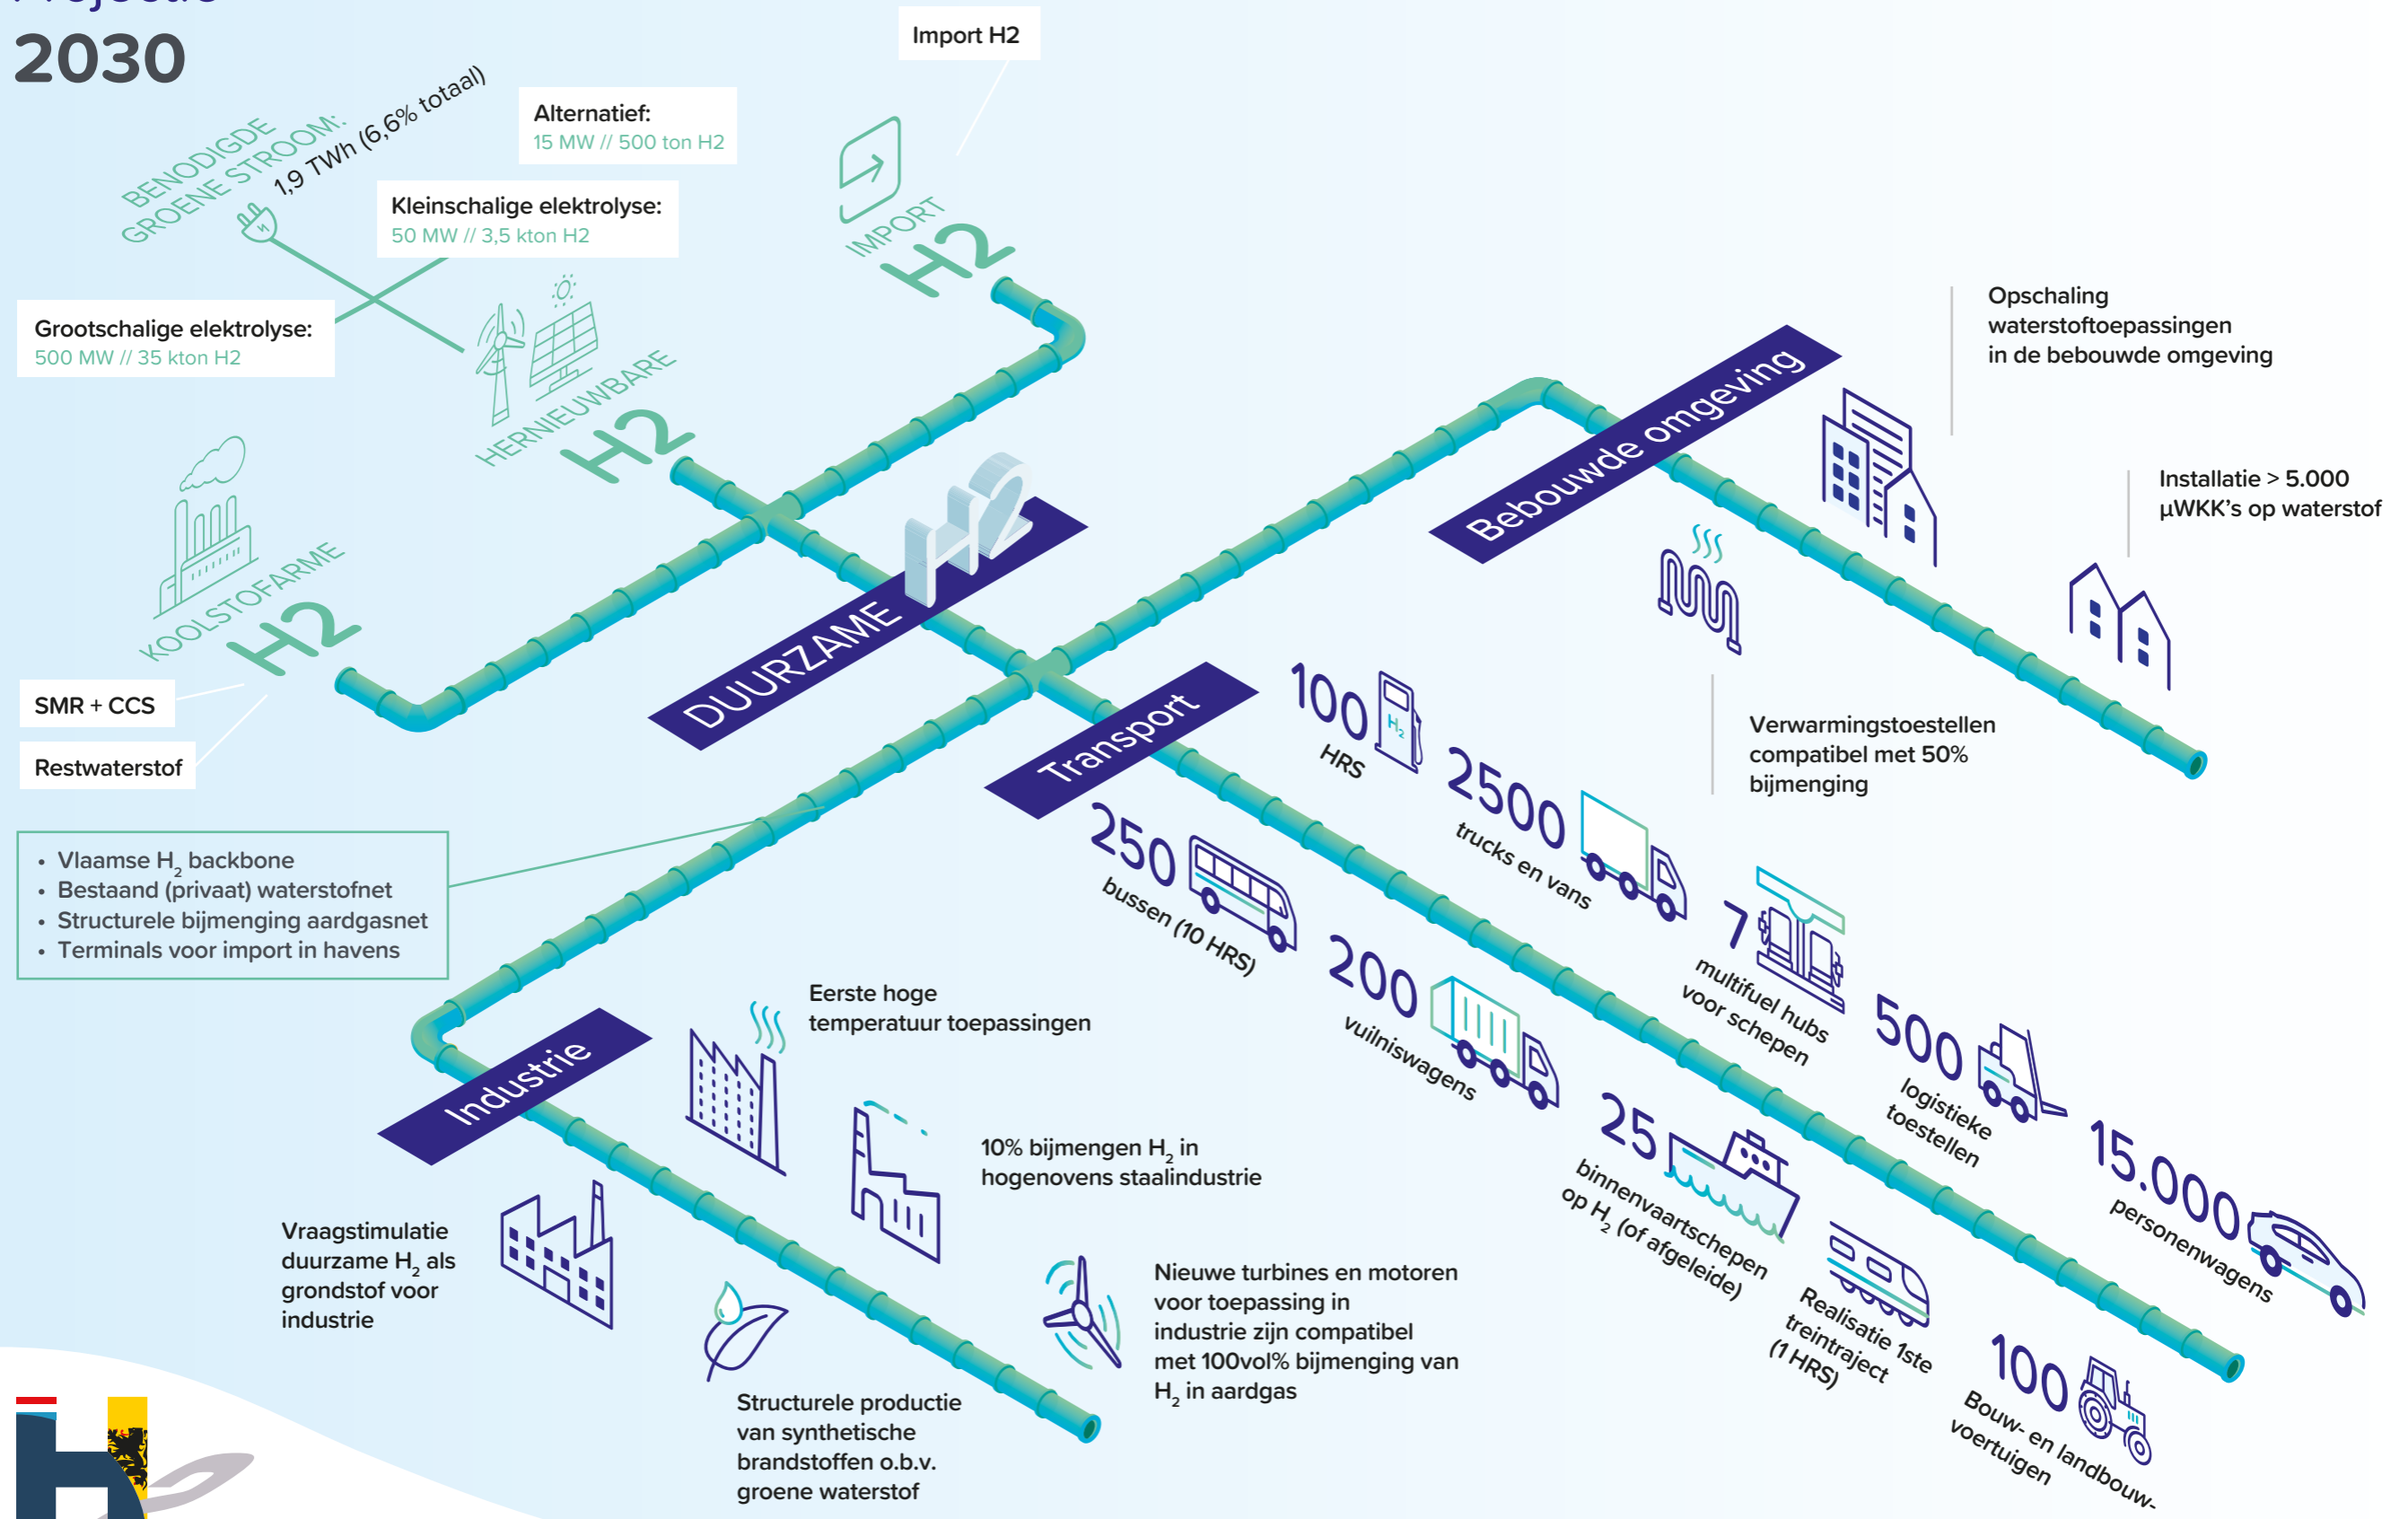 2030
BENODIGDE
GROENE STROOM:
1,9 TWh (6,6% totaal)
Import H2
Alternatief:
15 MW // 500 ton H2
Kleinschalige elektrolyse:
50 MW // 3,5 kton H2
Grootschalige elektrolyse:
500 MW // 35 kton H2
IMPORT
H2
HERNIEUWBARE
H2
KOOLSTOFARME
H2
SMR + CCS
Restwaterstof
DUURZAME
H2
• Vlaamse H₂ backbone
• Bestaand (privaat) waterstofnet
• Structurele bijmenging aardgasnet
• Terminals voor import in havens
Bebouwde omgeving
Opschaling
waterstoftoepassingen
in de bebouwde omgeving
Installatie > 5.000
µWKK’s op waterstof
Verwarmingstoestellen
compatibel met 50%
bijmenging
Transport
100
HRS
H₂
2500
trucks en vans
250
bussen (10 HRS)
7
multifuel hubs
voor schepen
200
vuilniswagens
500
logistieke
toestellen
25
binnenvaartschepen
op H₂ (of afgeleide)
15.000
personenwagens
Realisatie 1ste
treintraject
(1 HRS)
100
Bouw- en landbouw-
voertuigen
Industrie
Eerste hoge
temperatuur toepassingen
10% bijmengen H₂ in
hogenovens staalindustrie
Vraagstimulatie
duurzame H₂ als
grondstof voor
industrie
Nieuwe turbines en motoren
voor toepassing in
industrie zijn compatibel
met 100vol% bijmenging van
H₂ in aardgas
Structurele productie
van synthetische
brandstoffen o.b.v.
groene waterstof